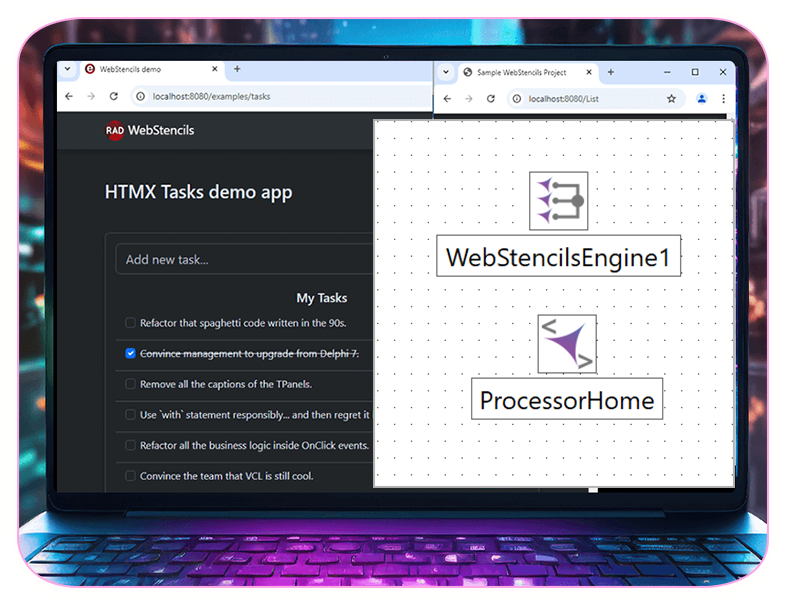 WebStencils demo
localhost:8080/examples/tasks
Sample WebStencils Project
localhost:8080/List
RAD WebStencils
HTMX Tasks demo app
Add new task...
My Tasks
Refactor that spaghetti code written in the 90s.
Convince management to upgrade from Delphi 7.
Remove all the captions of the TPanels.
Use `with` statement responsibly... and then regret it
Refactor all the business logic inside OnClick events.
Convince the team that VCL is still cool.
WebStencilsEngine1
ProcessorHome